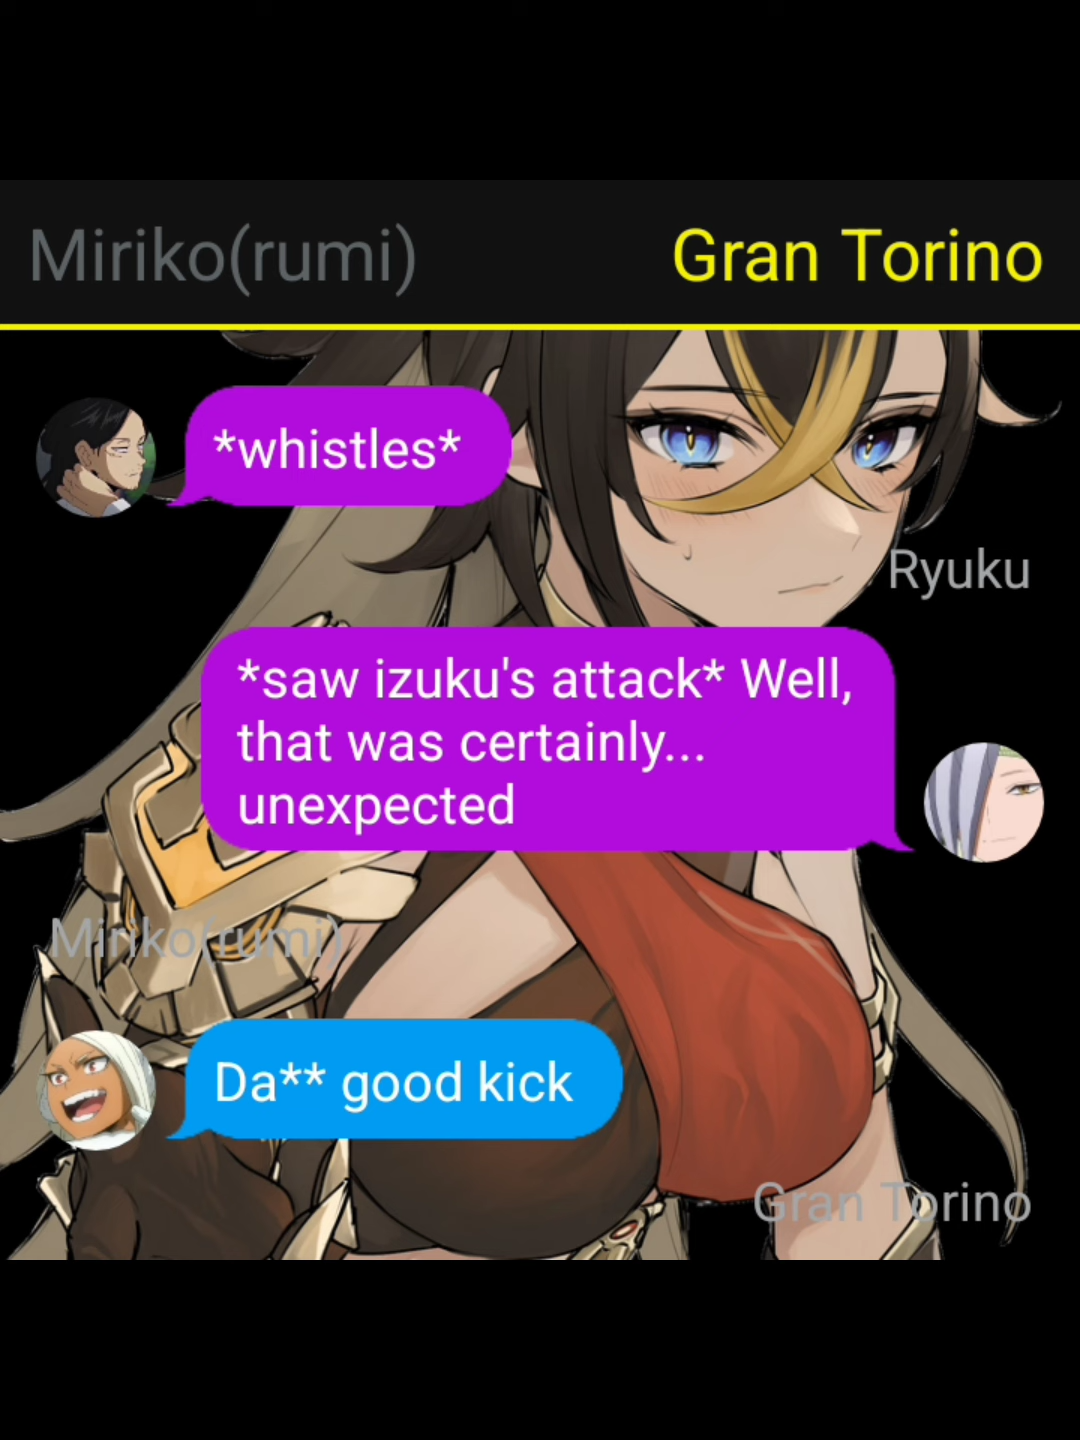 Miriko(rumi) Gran Torino
*whistles*
Ryuku
*saw izuku's attack* Well,
that was certainly...
unexpected
Miriko(rumi)
Da** good kick
Gran Torino